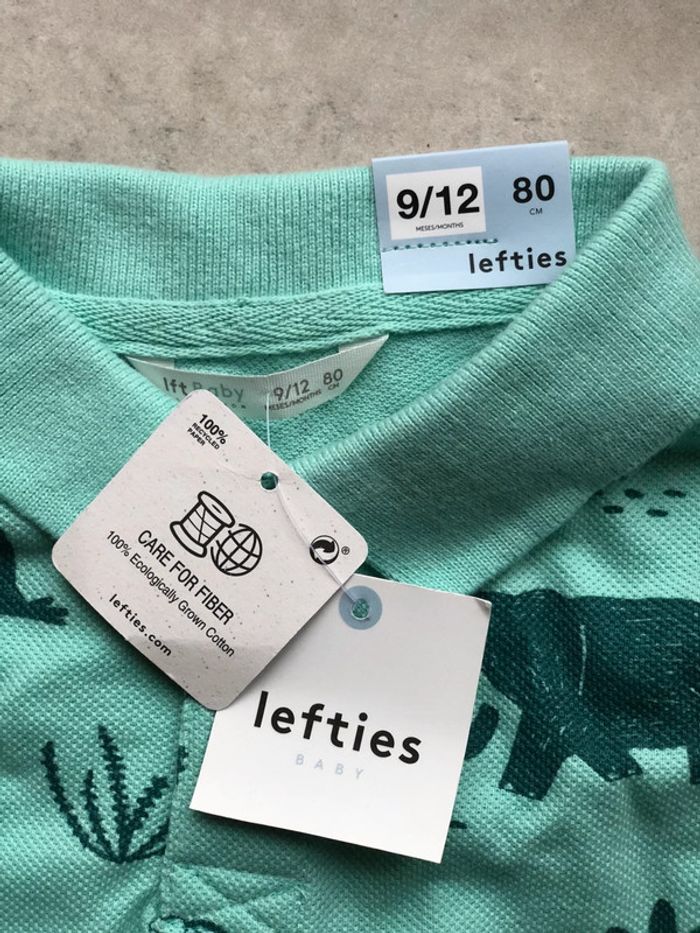 9/12
MESES/MONTHS
80
CM
lefties
lft Baby
9/12
MESES/MONTHS
80
CM
100%
RECYCLED
PAPER
CARE FOR FIBER
100% Ecologically Grown Cotton
lefties.com
®
lefties
BABY